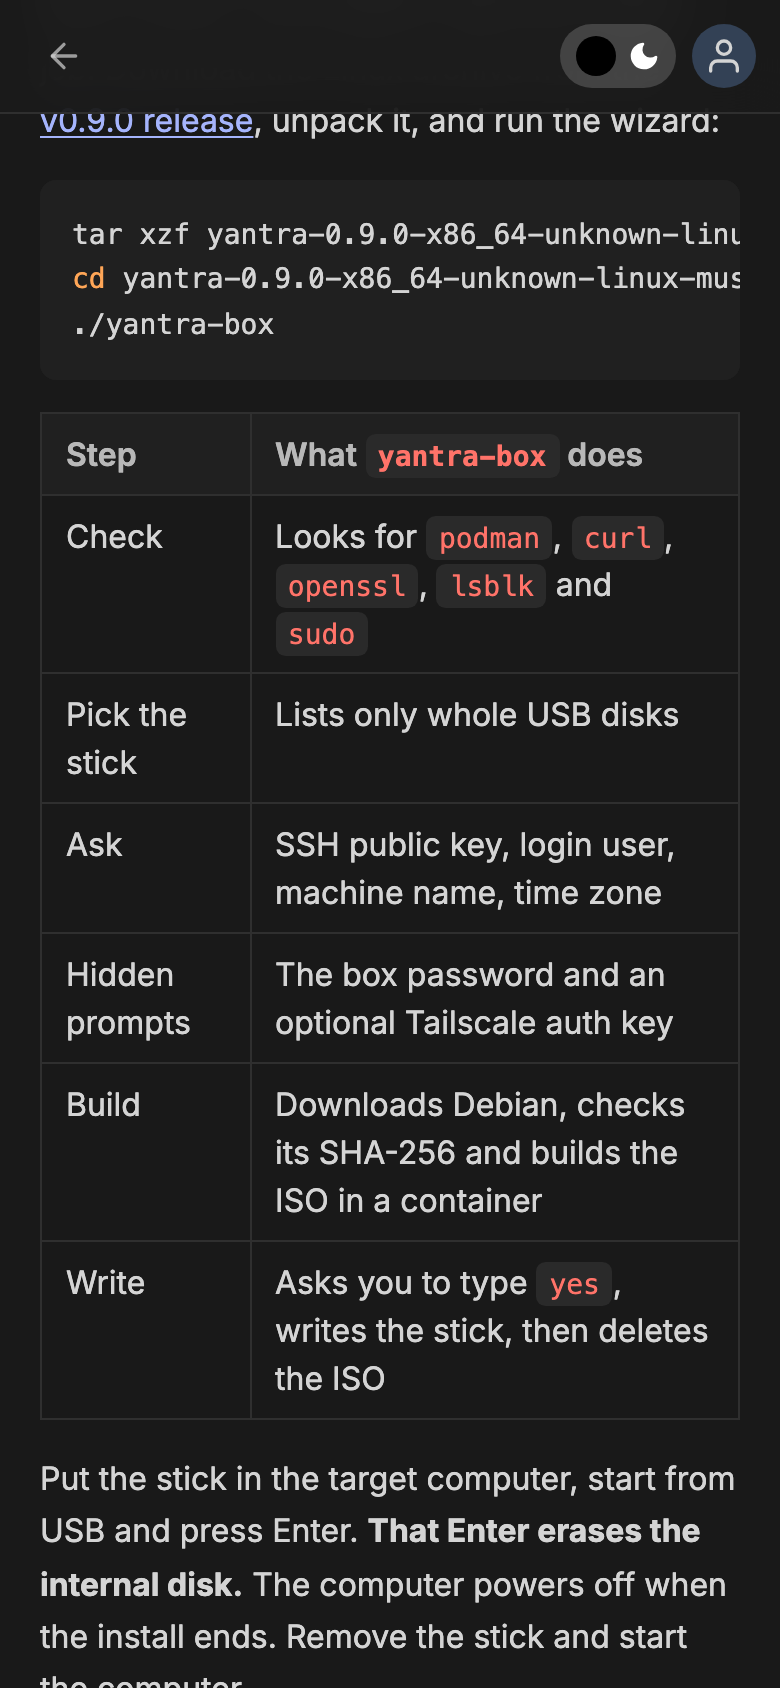 v0.9.0 release, unpack it, and run the wizard:
tar xzf yantra-0.9.0-x86_64-unknown-linu
cd yantra-0.9.0-x86_64-unknown-linux-mus
./yantra-box
Step
What yantra-box does
Check
Looks for podman, curl,
openssl, lsblk and
sudo
Pick the
stick
Lists only whole USB disks
Ask
SSH public key, login user,
machine name, time zone
Hidden
prompts
The box password and an
optional Tailscale auth key
Build
Downloads Debian, checks
its SHA-256 and builds the
ISO in a container
Write
Asks you to type yes,
writes the stick, then deletes
the ISO
Put the stick in the target computer, start from
USB and press Enter. That Enter erases the
internal disk. The computer powers off when
the install ends. Remove the stick and start
the computer